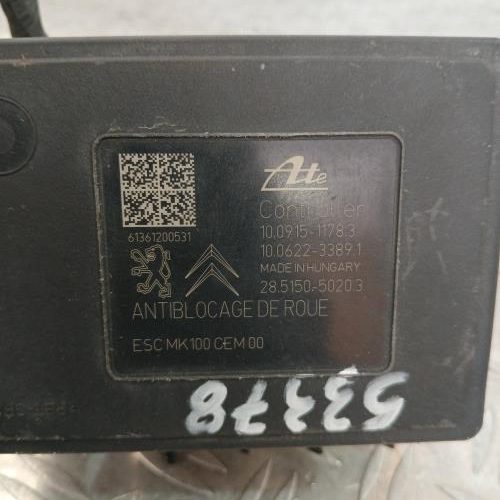 Ate
Controller
10.0915-1178.3
10.0622-3389.1
MADE IN HUNGARY
28.5150-5020.3
61361200531
ANTIBLOCAGE DE ROUE
ESC MK100 CEM 00
53378